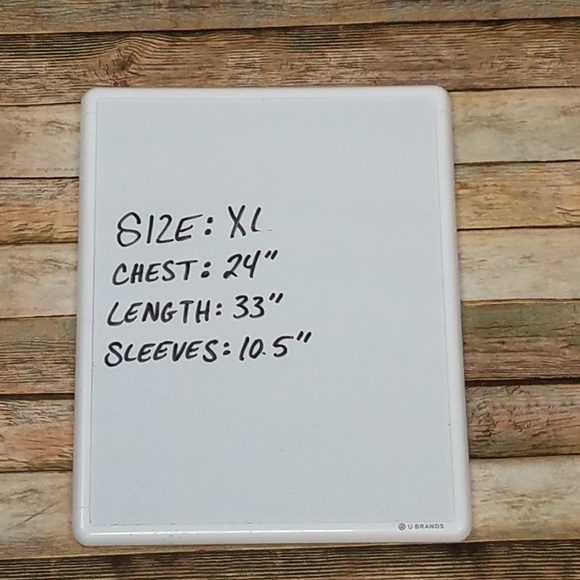 SIZE: XL
CHEST: 24"
LENGTH: 33"
SLEEVES: 10.5"
U BRANDS